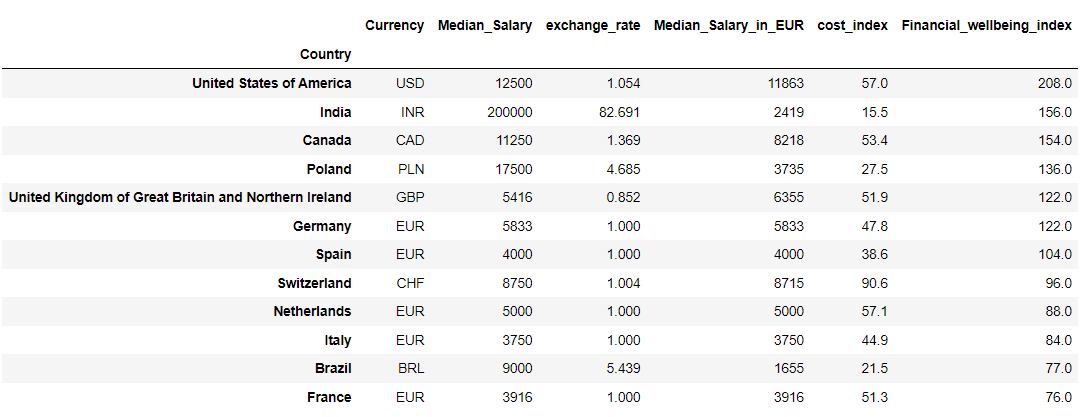 Currency Median_Salary exchange_rate Median_Salary_in_EUR cost_index Financial_wellbeing_index
Country
United States of America USD 12500 1.054 11863 57.0 208.0
India INR 200000 82.691 2419 15.5 156.0
Canada CAD 11250 1.369 8218 53.4 154.0
Poland PLN 17500 4.685 3735 27.5 136.0
United Kingdom of Great Britain and Northern Ireland GBP 5416 0.852 6355 51.9 122.0
Germany EUR 5833 1.000 5833 47.8 122.0
Spain EUR 4000 1.000 4000 38.6 104.0
Switzerland CHF 8750 1.004 8715 90.6 96.0
Netherlands EUR 5000 1.000 5000 57.1 88.0
Italy EUR 3750 1.000 3750 44.9 84.0
Brazil BRL 9000 5.439 1655 21.5 77.0
France EUR 3916 1.000 3916 51.3 76.0